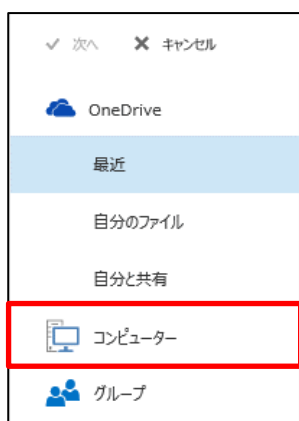 次へ キャンセル
OneDrive
最近
自分のファイル
自分と共有
コンピューター
グループ